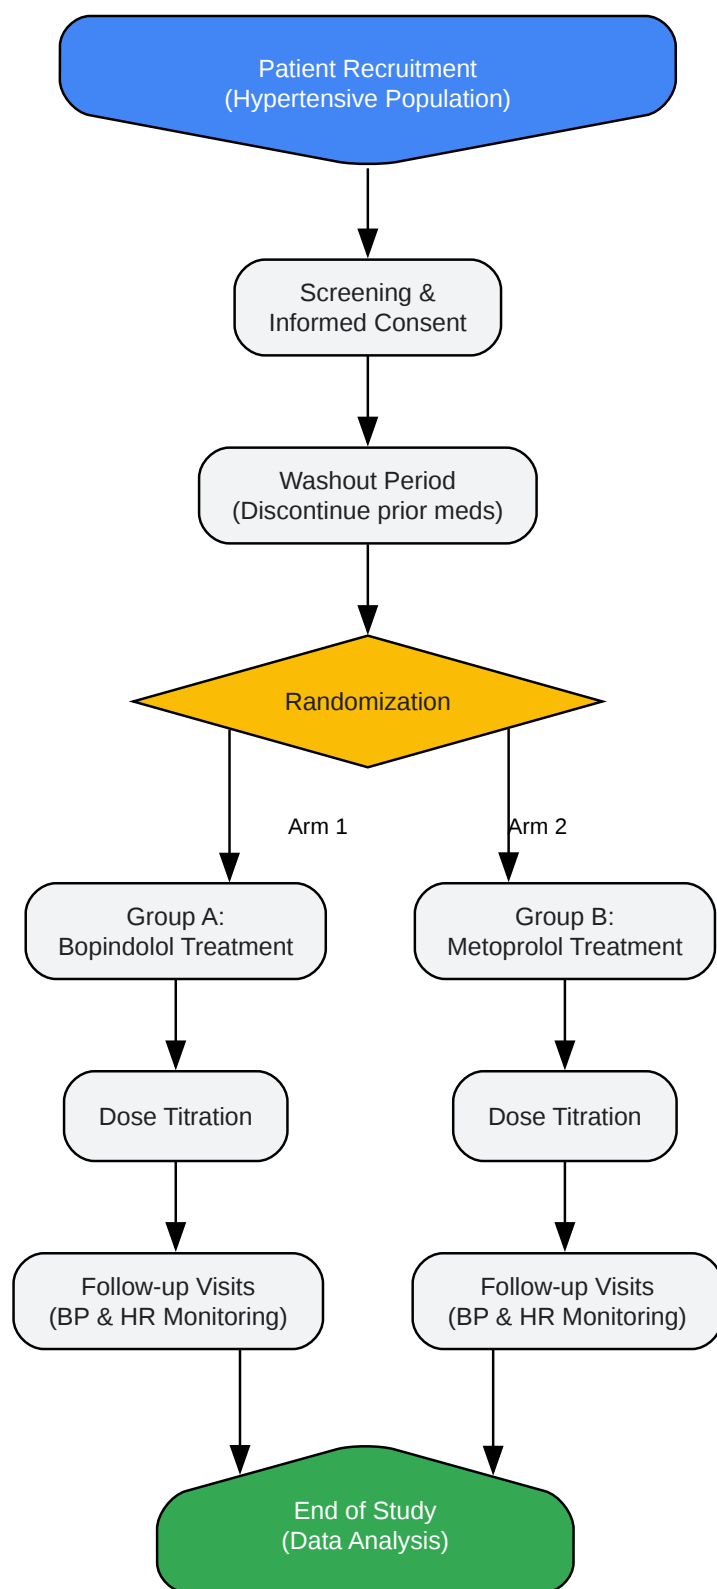 Patient Recruitment
(Hypertensive Population)
Screening &
Informed Consent
Washout Period
(Discontinue prior meds)
Randomization
Arm 1
Arm 2
Group A:
Bopindolol Treatment
Group B:
Metoprolol Treatment
Dose Titration
Dose Titration
Follow-up Visits
(BP & HR Monitoring)
Follow-up Visits
(BP & HR Monitoring)
End of Study
(Data Analysis)